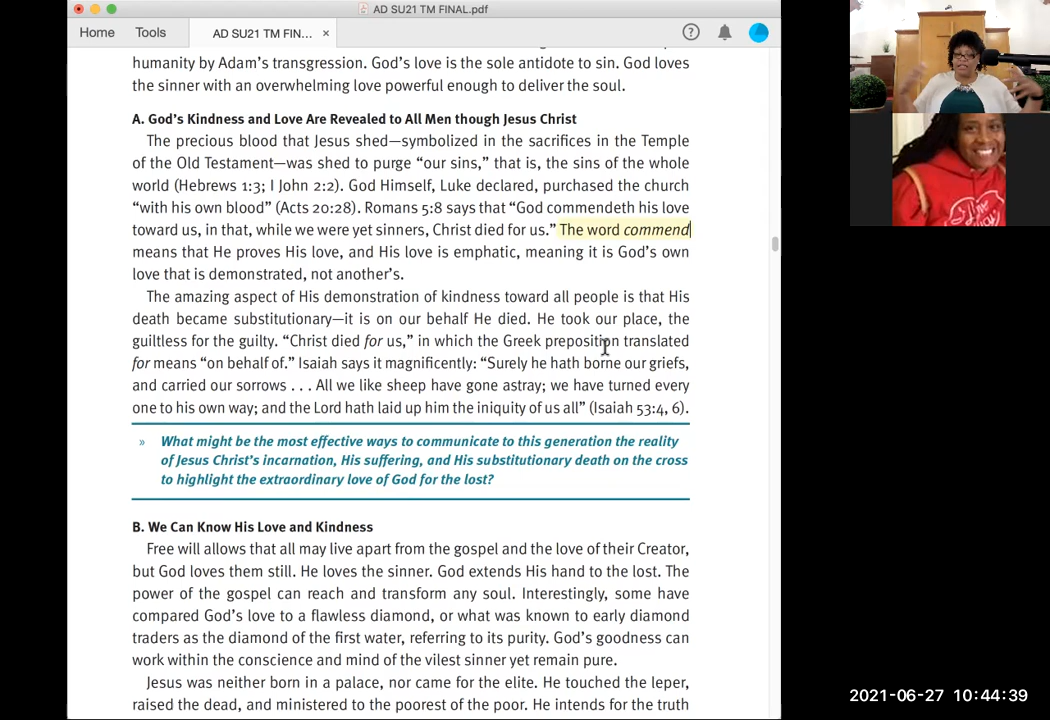 AD SU21 TM FINAL.pdf
Home Tools AD SU21 TM FIN... ×
humanity by Adam's transgression. God's love is the sole antidote to sin. God loves
the sinner with an overwhelming love powerful enough to deliver the soul.
A. God's Kindness and Love Are Revealed to All Men though Jesus Christ
The precious blood that Jesus shed—symbolized in the sacrifices in the Temple
of the Old Testament—was shed to purge “our sins,” that is, the sins of the whole
world (Hebrews 1:3; I John 2:2). God Himself, Luke declared, purchased the church
“with his own blood” (Acts 20:28). Romans 5:8 says that “God commendeth his love
toward us, in that, while we were yet sinners, Christ died for us.” The word commend
means that He proves His love, and His love is emphatic, meaning it is God's own
love that is demonstrated, not another's.
The amazing aspect of His demonstration of kindness toward all people is that His
death became substitutionary—it is on our behalf He died. He took our place, the
guiltless for the guilty. “Christ died for us,” in which the Greek preposition translated
for means “on behalf of.” Isaiah says it magnificently: “Surely he hath borne our griefs,
and carried our sorrows . . . All we like sheep have gone astray; we have turned every
one to his own way; and the Lord hath laid up him the iniquity of us all” (Isaiah 53:4, 6).
» What might be the most effective ways to communicate to this generation the reality
of Jesus Christ's incarnation, His suffering, and His substitutionary death on the cross
to highlight the extraordinary love of God for the lost?
B. We Can Know His Love and Kindness
Free will allows that all may live apart from the gospel and the love of their Creator,
but God loves them still. He loves the sinner. God extends His hand to the lost. The
power of the gospel can reach and transform any soul. Interestingly, some have
compared God's love to a flawless diamond, or what was known to early diamond
traders as the diamond of the first water, referring to its purity. God's goodness can
work within the conscience and mind of the vilest sinner yet remain pure.
Jesus was neither born in a palace, nor came for the elite. He touched the leper,
raised the dead, and ministered to the poorest of the poor. He intends for the truth
2021-06-27 10:44:39